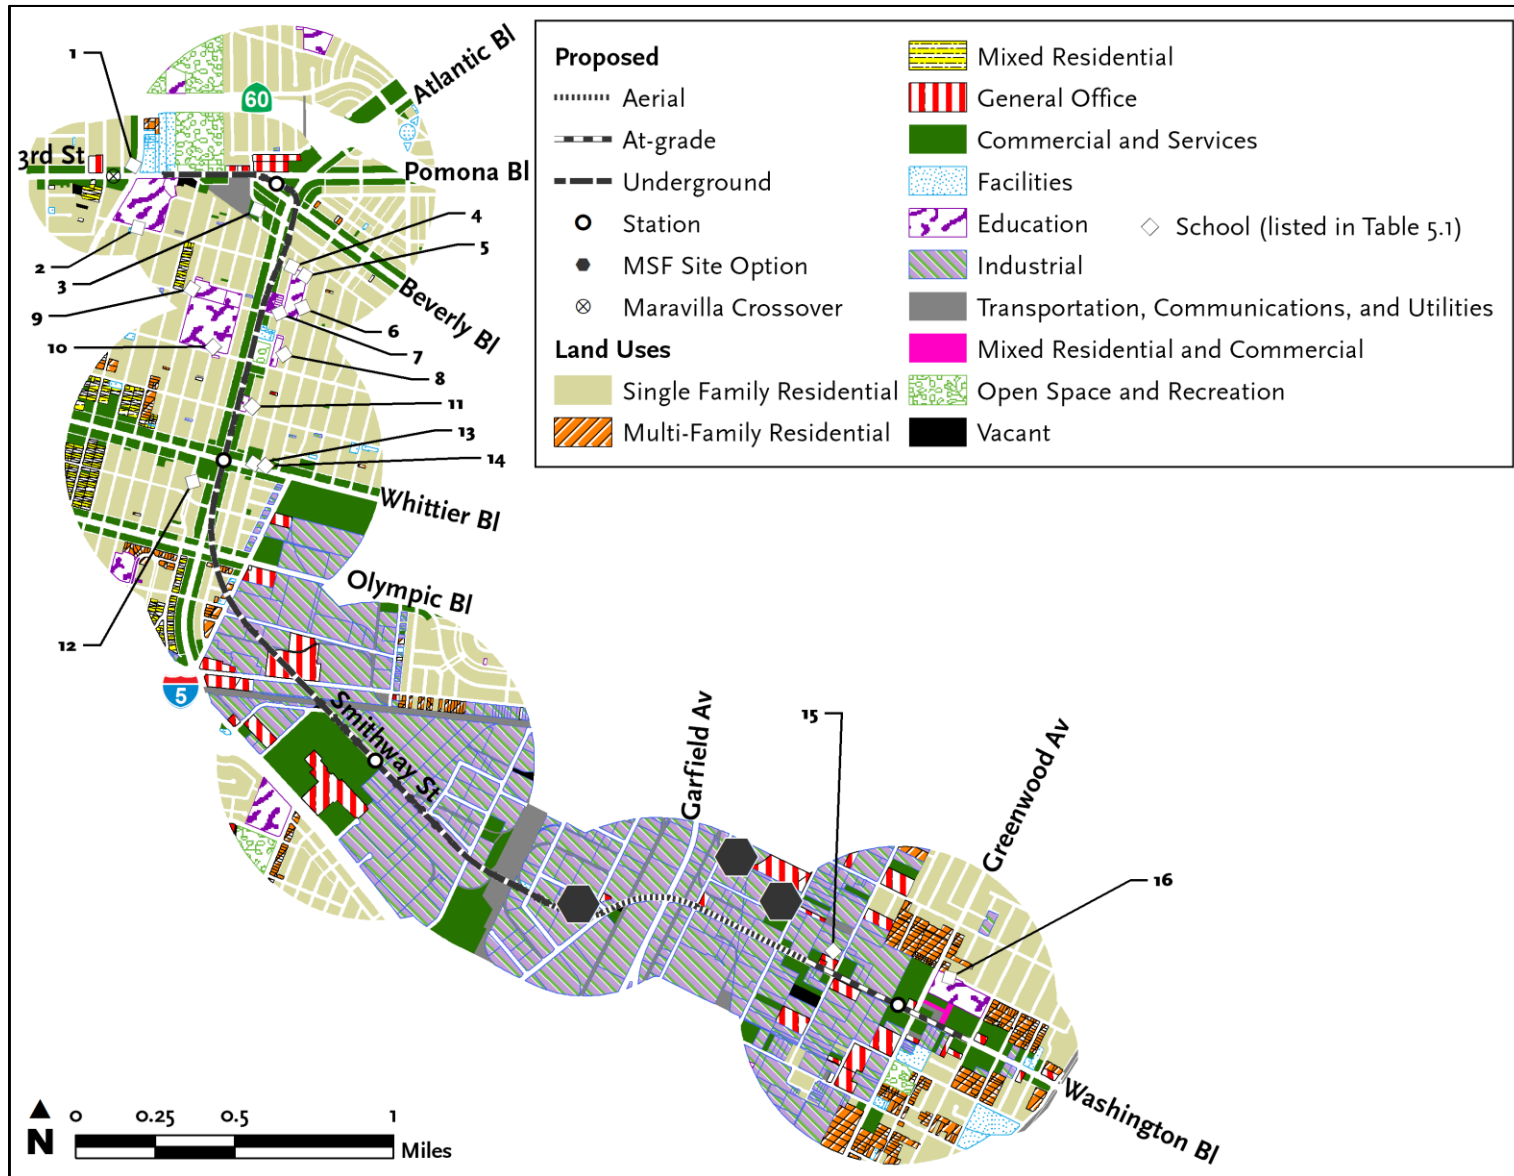 Proposed
Aerial
At-grade
Underground
Station
MSF Site Option
Maravilla Crossover
Land Uses
Single Family Residential
Multi-Family Residential
Mixed Residential
General Office
Commercial and Services
Facilities
Education
School (listed in Table 5.1)
Industrial
Transportation, Communications, and Utilities
Mixed Residential and Commercial
Open Space and Recreation
Vacant
1
60
Atlantic Bl
3rd St
Pomona Bl
4
5
2
3
Beverly Bl
9
6
10
7
8
11
13
14
Whittier Bl
Olympic Bl
12
5
Smithway St
Garfield Av
15
Greenwood Av
16
Washington Bl
N
0 0.25 0.5 1
Miles